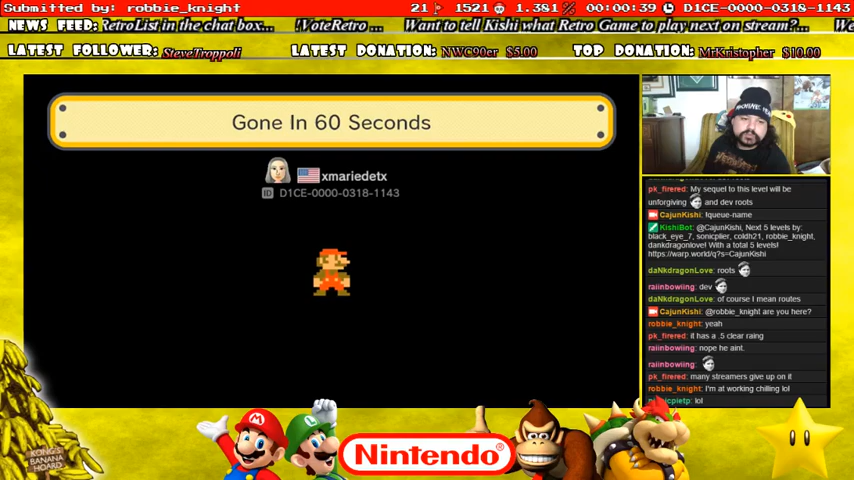 Submitted by: robbie_knight 21 1521 1.381% 00:00:39 D1CE-0000-0318-1143
NEWS FEED: RetroList in the chat box... !VoteRetro ... Want to tell Kishi what Retro Game to play next on stream?... We
LATEST FOLLOWER: SteveTroppoli LATEST DONATION: NWC90er $5.00 TOP DONATION: MrKristopher $10.00
Gone In 60 Seconds
xmariedetx
ID D1CE-0000-0318-1143
pk_firered: My sequel to this level will be
unforgiving and dev roots
CajunKishi: !queue-name
KishiBot: @CajunKishi, Next 5 levels by:
black_eye_7, sonicplier, coldh21, robbie_knight,
dankdragonlove! With a total 5 levels!
https://warp.world/q?s=CajunKishi
daNkdragonLove: roots
raiinbowiing: dev
daNkdragonLove: of course I mean routes
CajunKishi: @robbie_knight are you here?
robbie_knight: yeah
pk_firered: it has a .5 clear raing
raiinbowiing: nope he aint.
raiinbowiing:
pk_firered: many streamers give up on it
robbie_knight: I'm at working chilling lol
lol
KONG'S
BANANA
HOARD
Nintendo